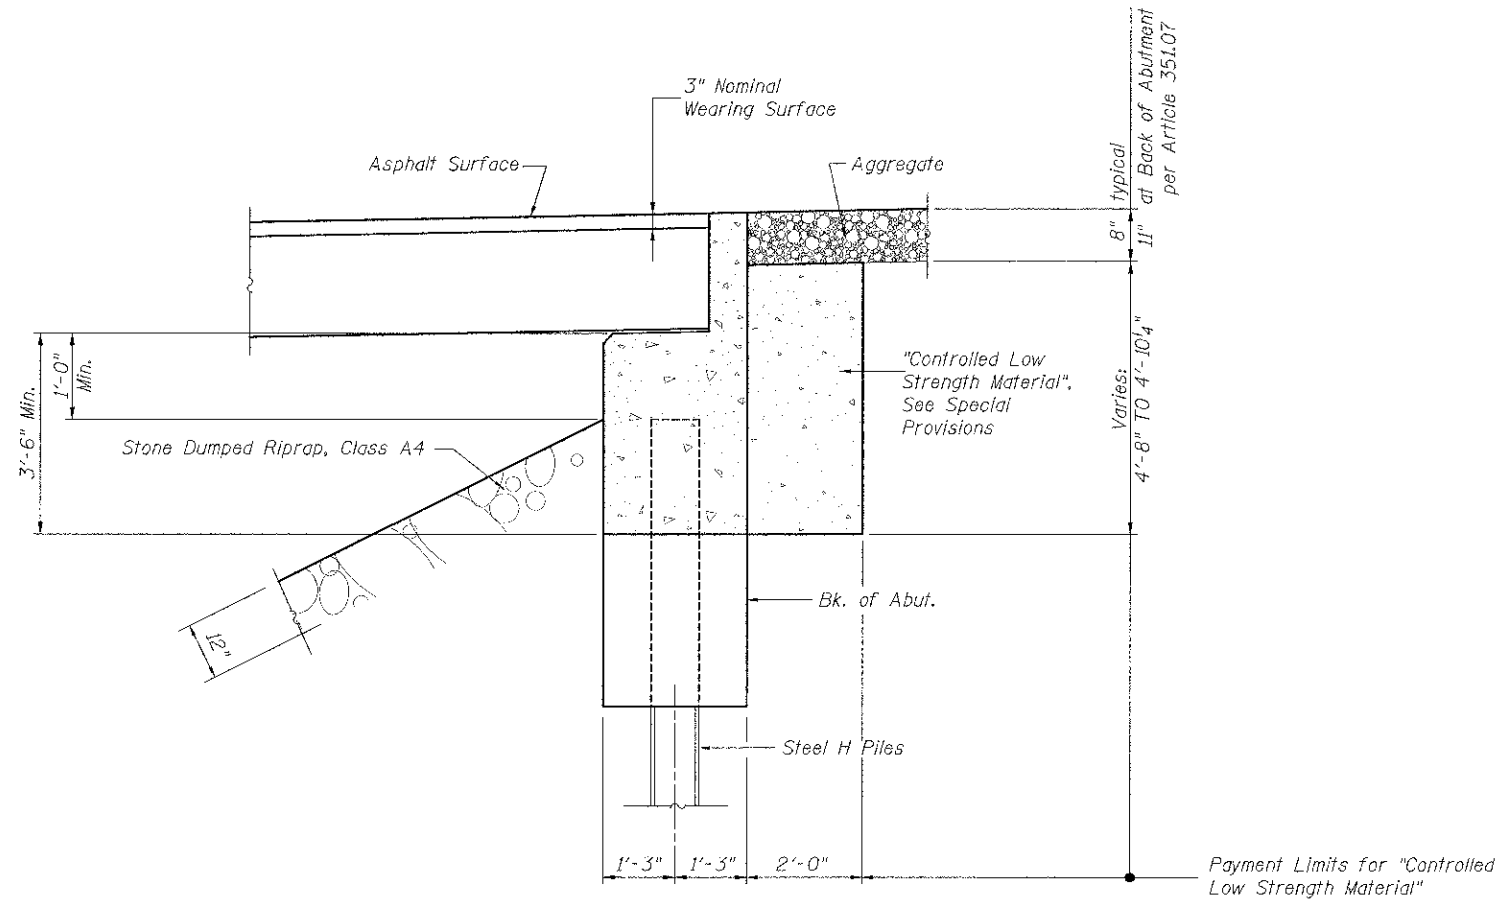 3" Nominal
Wearing Surface
Asphalt Surface
Aggregate
8" typical
11" at Back of Abutment
per Article 351.07
1'-0"
Min.
3'-6" Min.
"Controlled Low
Strength Material".
See Special
Provisions
Varies:
4'-8" TO 4'-10¼"
Stone Dumped Riprap, Class A4
12"
Bk. of Abut.
Steel H Piles
1'-3"
1'-3"
2'-0"
Payment Limits for "Controlled
Low Strength Material"